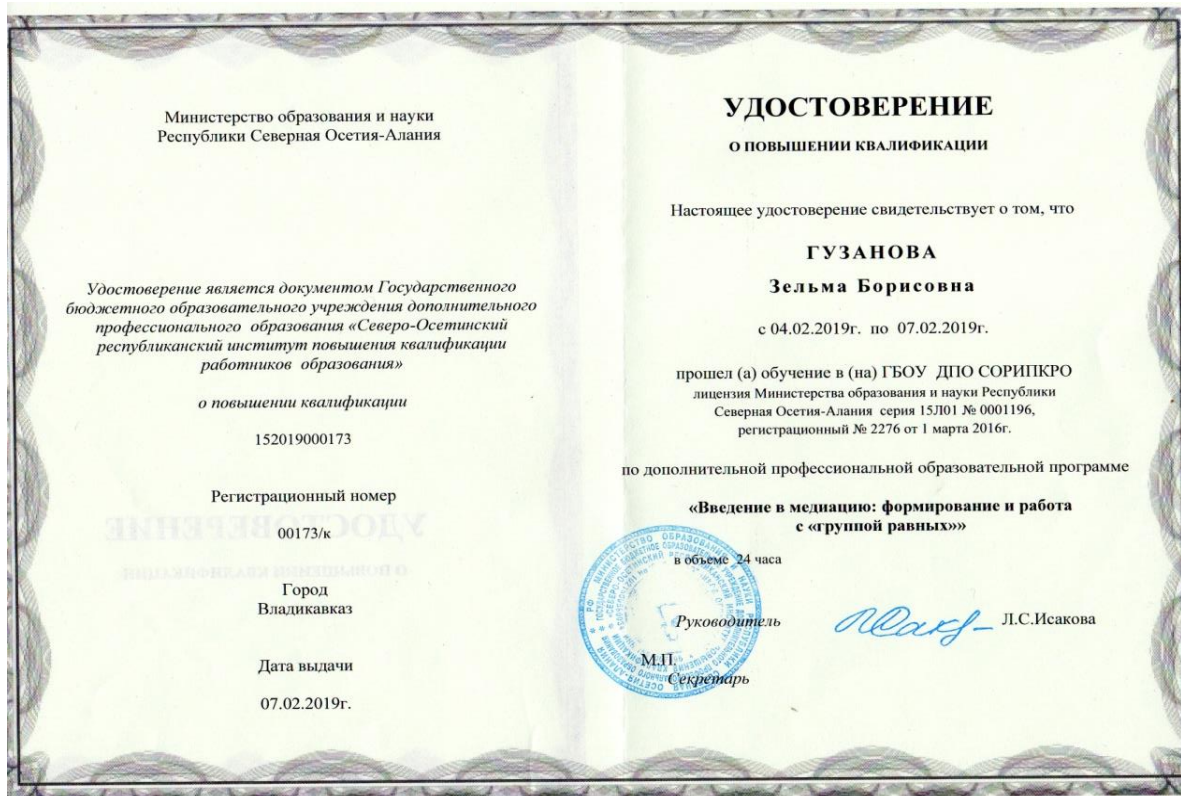 Министерство образования и науки
Республики Северная Осетия-Алания
Удостоверение является документом Государственного
бюджетного образовательного учреждения дополнительного
профессионального образования «Северо-Осетинский
республиканский институт повышения квалификации
работников образования»
о повышении квалификации
152019000173
Регистрационный номер
00173/к
Город
Владикавказ
Дата выдачи
07.02.2019г.
УДОСТОВЕРЕНИЕ
О ПОВЫШЕНИИ КВАЛИФИКАЦИИ
Настоящее удостоверение свидетельствует о том, что
ГУЗАНОВА
Зельма Борисовна
с 04.02.2019г. по 07.02.2019г.
прошел (а) обучение в (на) ГБОУ ДПО СОРИПКРО
лицензия Министерства образования и науки Республики
Северная Осетия-Алания серия 15Л01 № 0001196,
регистрационный № 2276 от 1 марта 2016г.
по дополнительной профессиональной образовательной программе
«Введение в медиацию: формирование и работа
с «группой равных»»
в объеме 24 часа
Руководитель
Л.С.Исакова
М.П.
Секретарь